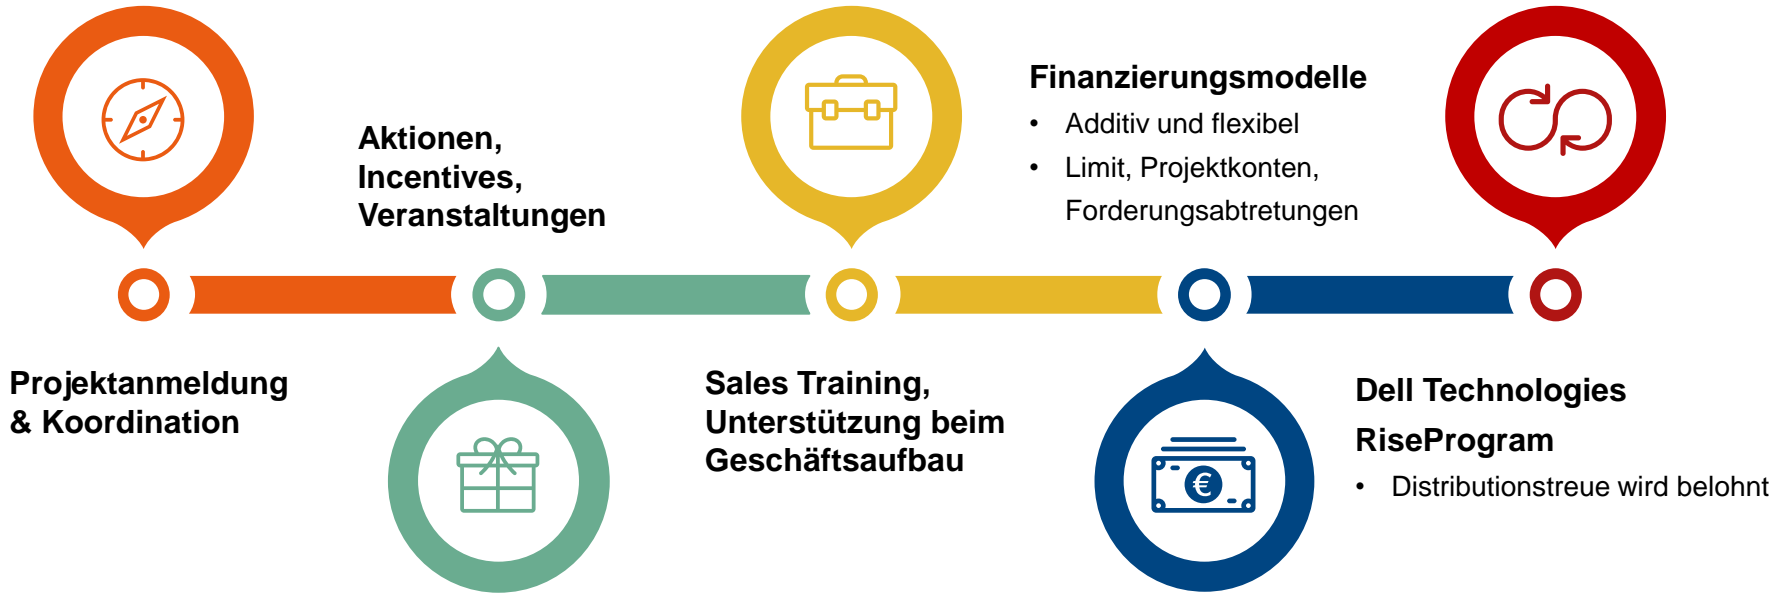 Projektanmeldung
& Koordination
Aktionen,
Incentives,
Veranstaltungen
Sales Training,
Unterstützung beim
Geschäftsaufbau
Finanzierungsmodelle
• Additiv und flexibel
• Limit, Projektkonten,
Forderungsabtretungen
€
Dell Technologies
RiseProgram
• Distributionstreue wird belohnt